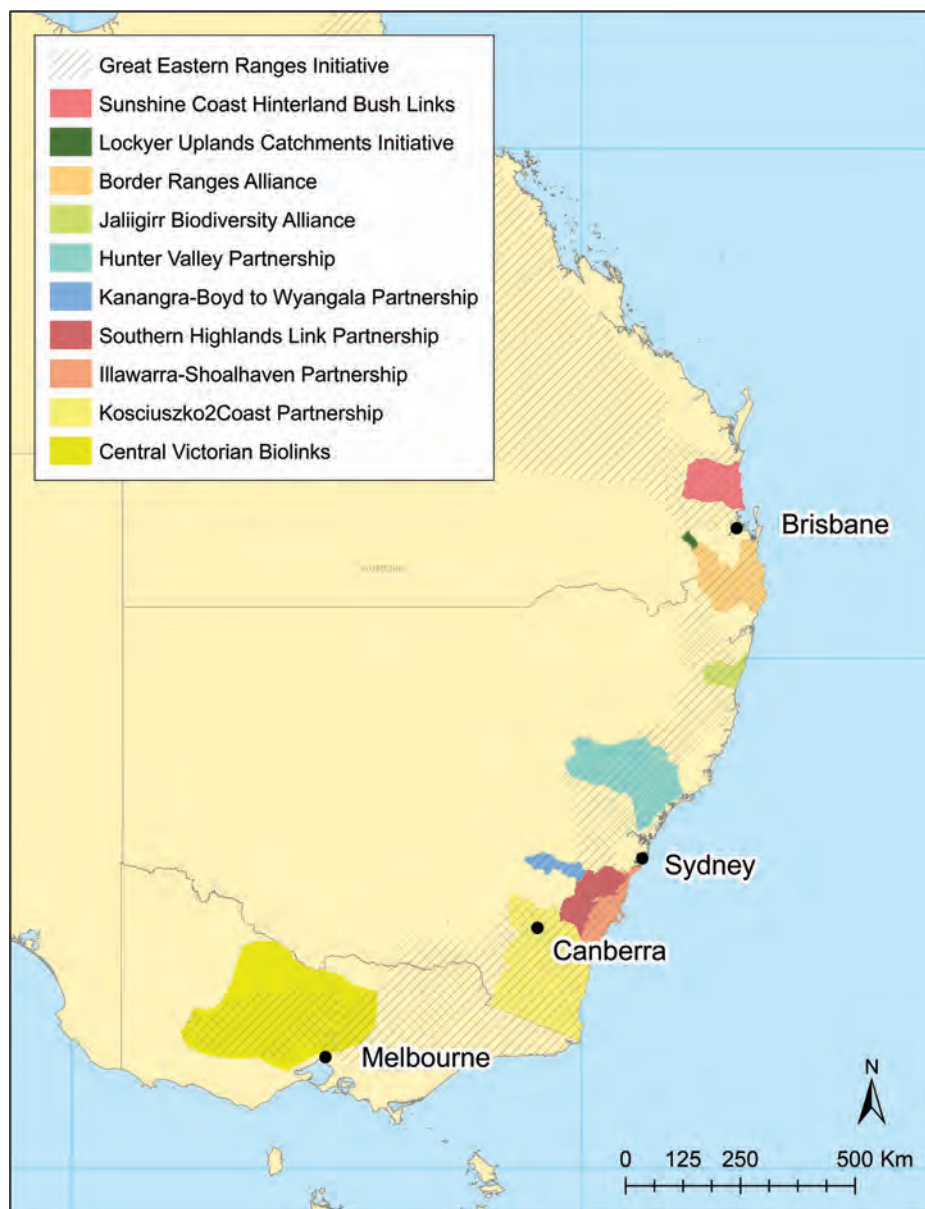 Great Eastern Ranges Initiative
Sunshine Coast Hinterland Bush Links
Lockyer Uplands Catchments Initiative
Border Ranges Alliance
Jaliigirr Biodiversity Alliance
Hunter Valley Partnership
Kanangra-Boyd to Wyangala Partnership
Southern Highlands Link Partnership
Illawarra-Shoalhaven Partnership
Kosciuszko2Coast Partnership
Central Victorian Biolinks
Brisbane
Sydney
Canberra
Melbourne
N
0 125 250 500 Km